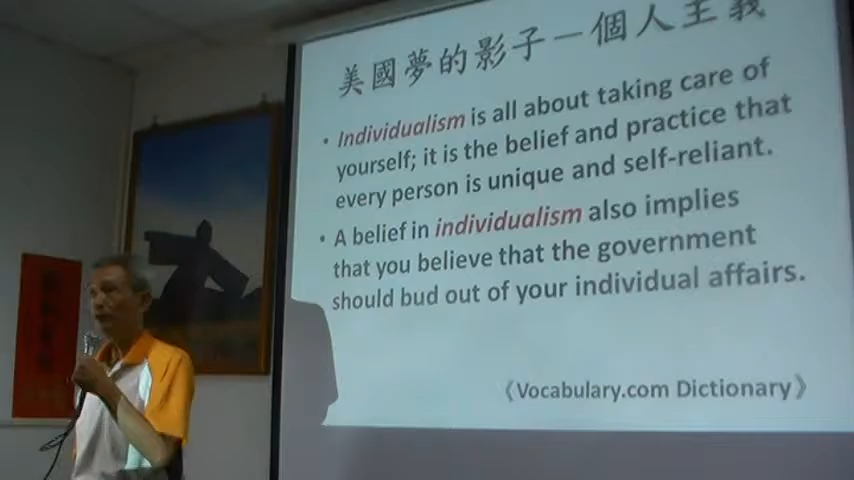 美國夢的影子－個人主義
• Individualism is all about taking care of
yourself; it is the belief and practice that
every person is unique and self-reliant.
• A belief in individualism also implies
that you believe that the government
should bud out of your individual affairs.
《Vocabulary.com Dictionary》